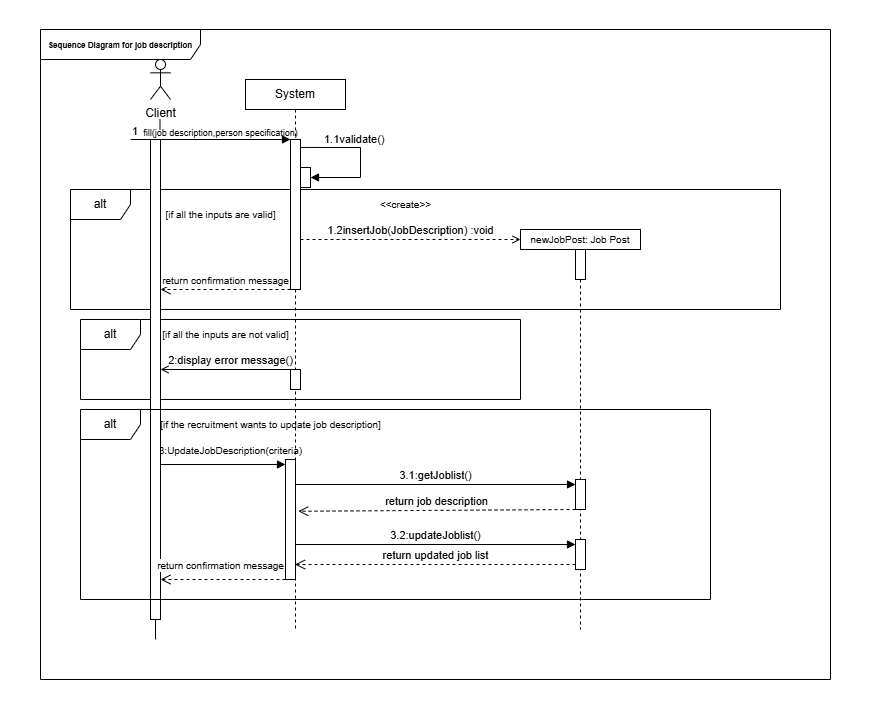 Sequence Diagram for job description
Client
System
1 fill(job description,person specification)
1.1validate()
alt
[if all the inputs are valid]
<<create>>
1.2insertJob(JobDescription) :void
newJobPost: Job Post
return confirmation message
alt
[if all the inputs are not valid]
2:display error message()
alt
[if the recruitment wants to update job description]
3:UpdateJobDescription(criteria)
3.1:getJoblist()
return job description
3.2:updateJoblist()
return updated job list
return confirmation message